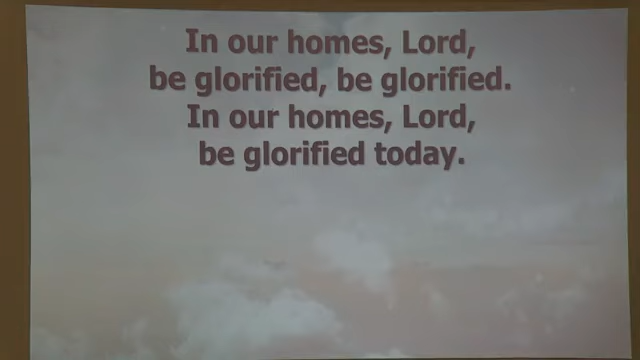 In our homes, Lord,
be glorified, be glorified.
In our homes, Lord,
be glorified today.